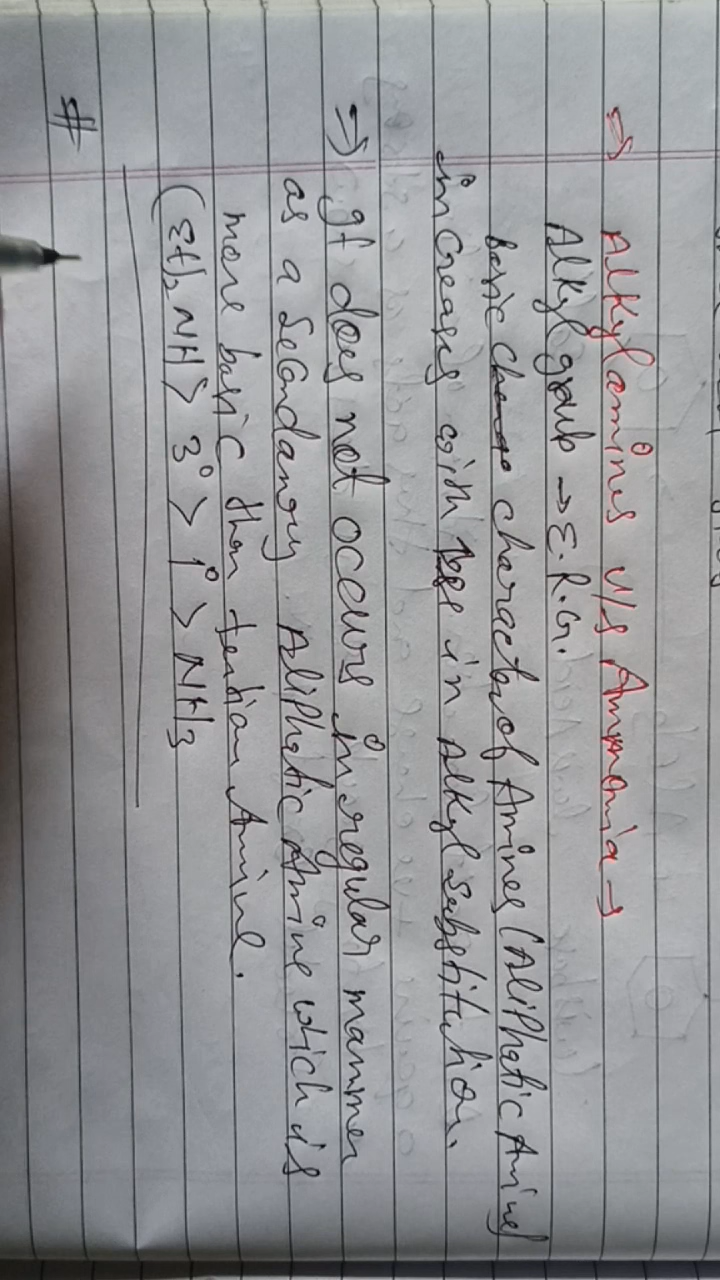 → Alkylamines v/s Ammonia →
Alkyl group → E.R.G.
basic character of Amines (Aliphatic Amine)
increases with in Alkyl substitution.
→ It does not occurs in regular manner
as a Secondary Aliphatic Amine which is
more basic than Amine.
(Et)₂NH > 3° > 1° > NH₃
#